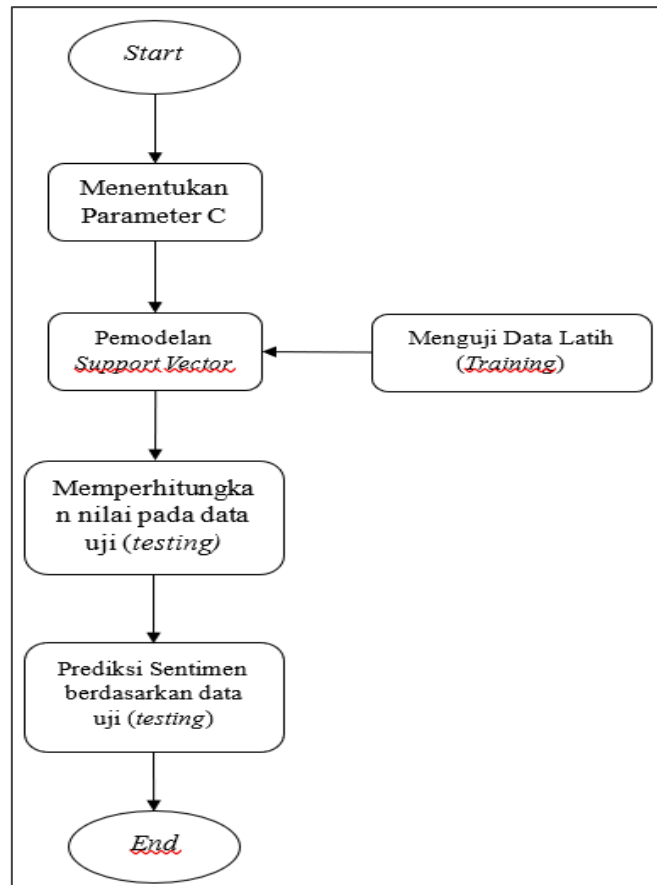 Start
Menentukan
Parameter C
Pemodelan
Support Vector
Menguji Data Latih
(Training)
Memperhitungka
n nilai pada data
uji (testing)
Prediksi Sentimen
berdasarkan data
uji (testing)
End